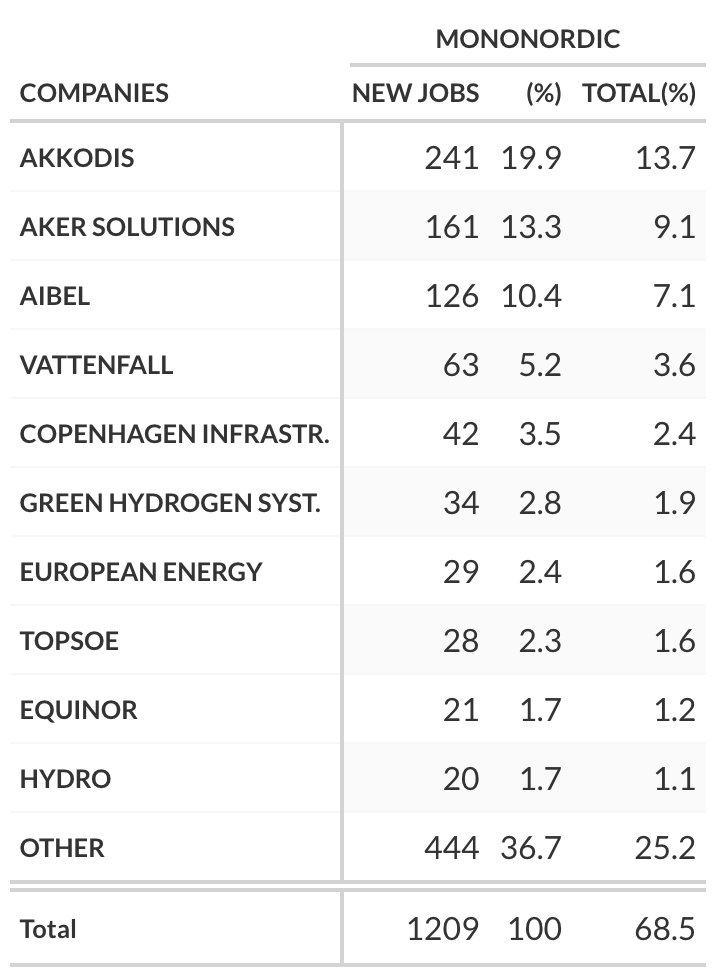 MONONORDIC
COMPANIES NEW JOBS (%) TOTAL(%)
AKKODIS 241 19.9 13.7
AKER SOLUTIONS 161 13.3 9.1
AIBEL 126 10.4 7.1
VATTENFALL 63 5.2 3.6
COPENHAGEN INFRASTR. 42 3.5 2.4
GREEN HYDROGEN SYST. 34 2.8 1.9
EUROPEAN ENERGY 29 2.4 1.6
TOPSOE 28 2.3 1.6
EQUINOR 21 1.7 1.2
HYDRO 20 1.7 1.1
OTHER 444 36.7 25.2
Total 1209 100 68.5